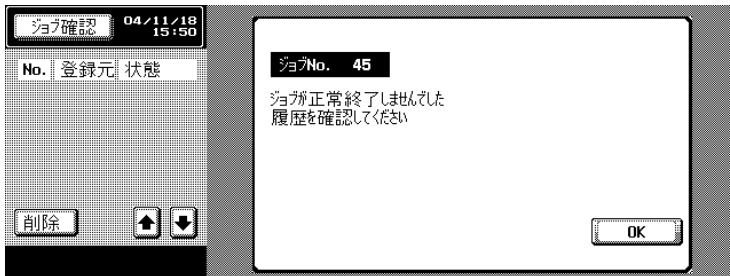 ジョブ確認
04/11/18
15:50
No. 登録元 状態
削除
ジョブNo. 45
ジョブが正常終了しませんでした
履歴を確認してください
OK